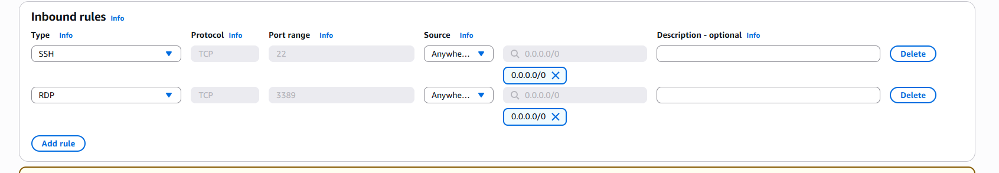 Inbound rules Info
Type Info Protocol Info Port range Info Source Info Description - optional Info
SSH TCP 22 Anywhe... 0.0.0.0/0 Delete
0.0.0.0/0
RDP TCP 3389 Anywhe... 0.0.0.0/0 Delete
0.0.0.0/0
Add rule